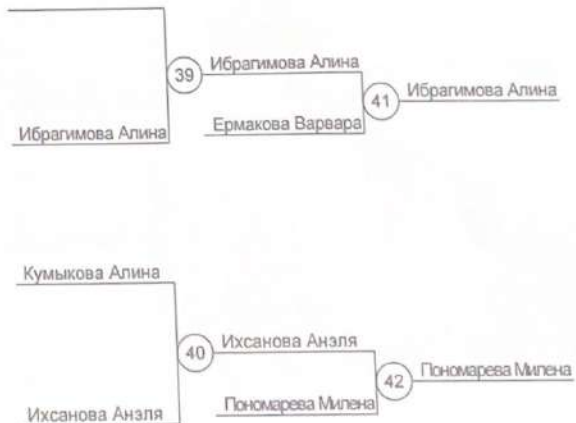 39
Ибрагимова Алина
41
Ибрагимова Алина
Ибрагимова Алина
Ермакова Варвара
Кумыкова Алина
40
Ихсанова Анэля
42
Пономарева Милена
Ихсанова Анэля
Пономарева Милена